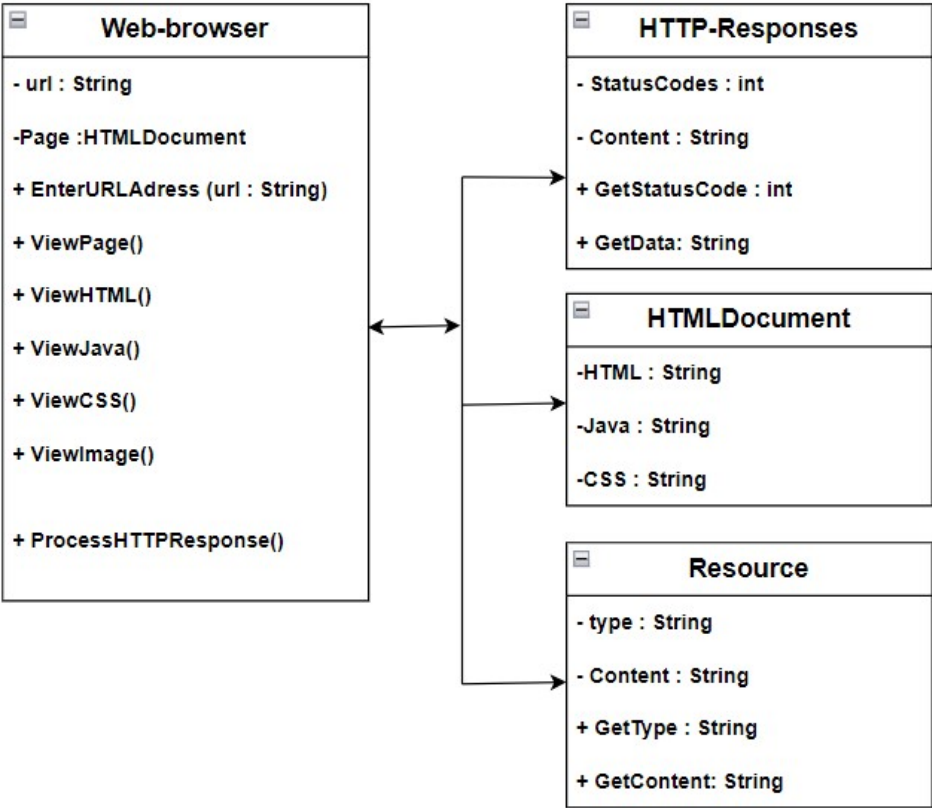 Web-browser
- url : String
-Page :HTMLDocument
+ EnterURLAdress (url : String)
+ ViewPage()
+ ViewHTML()
+ ViewJava()
+ ViewCSS()
+ ViewImage()
+ ProcessHTTPResponse()
HTTP-Responses
- StatusCodes : int
- Content : String
+ GetStatusCode : int
+ GetData: String
HTMLDocument
-HTML : String
-Java : String
-CSS : String
Resource
- type : String
- Content : String
+ GetType : String
+ GetContent: String